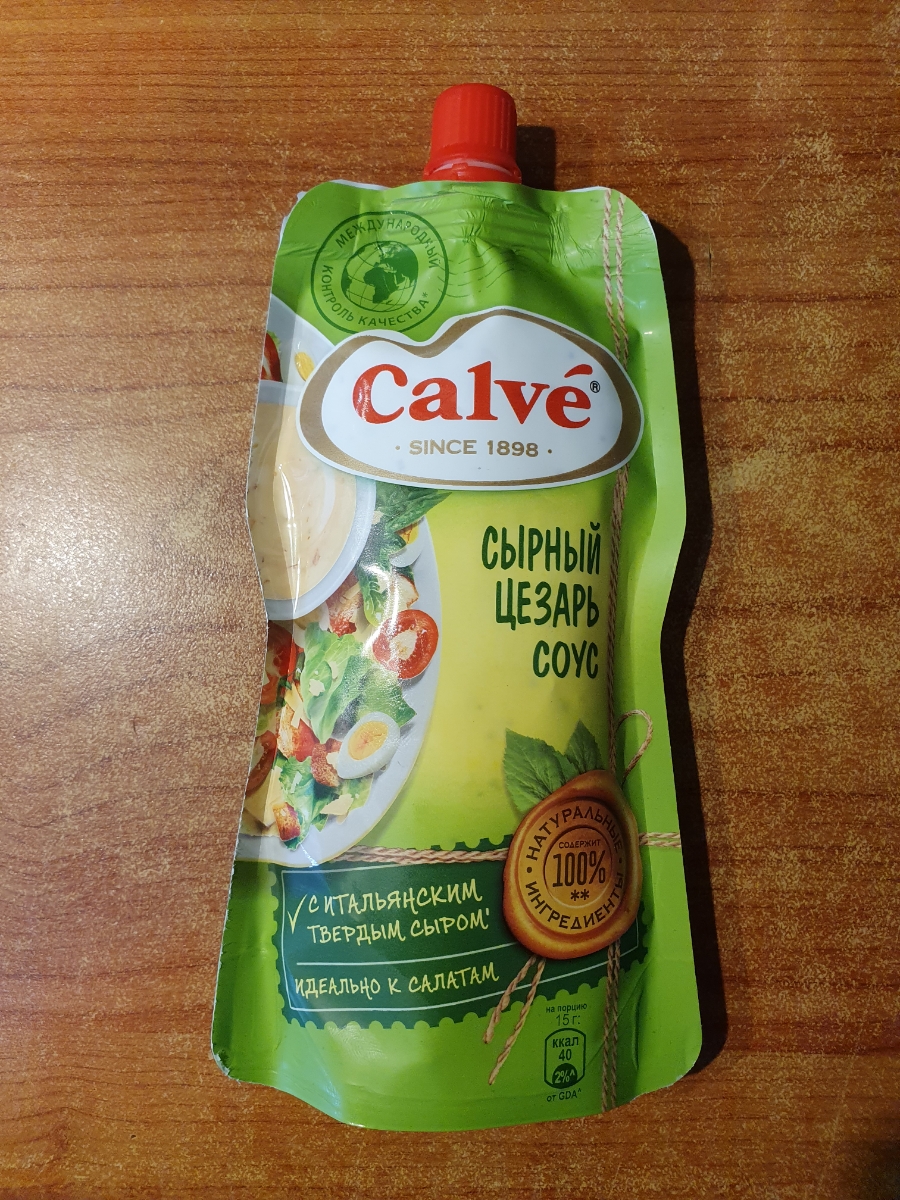 МЕЖДУНАРОДНЫЙ
КОНТРОЛЬ КАЧЕСТВА*
Calvé®
· SINCE 1898 ·
СЫРНЫЙ
ЦЕЗАРЬ
СОУС
НАТУРАЛЬНЫЕ
СОДЕРЖИТ
100%
**
ИНГРЕДИЕНТЫ
✓ С ИТАЛЬЯНСКИМ
ТВЕРДЫМ СЫРОМ'
ИДЕАЛЬНО К САЛАТАМ
на порцию
15 г:
ккал
40
2%^
от GDA^